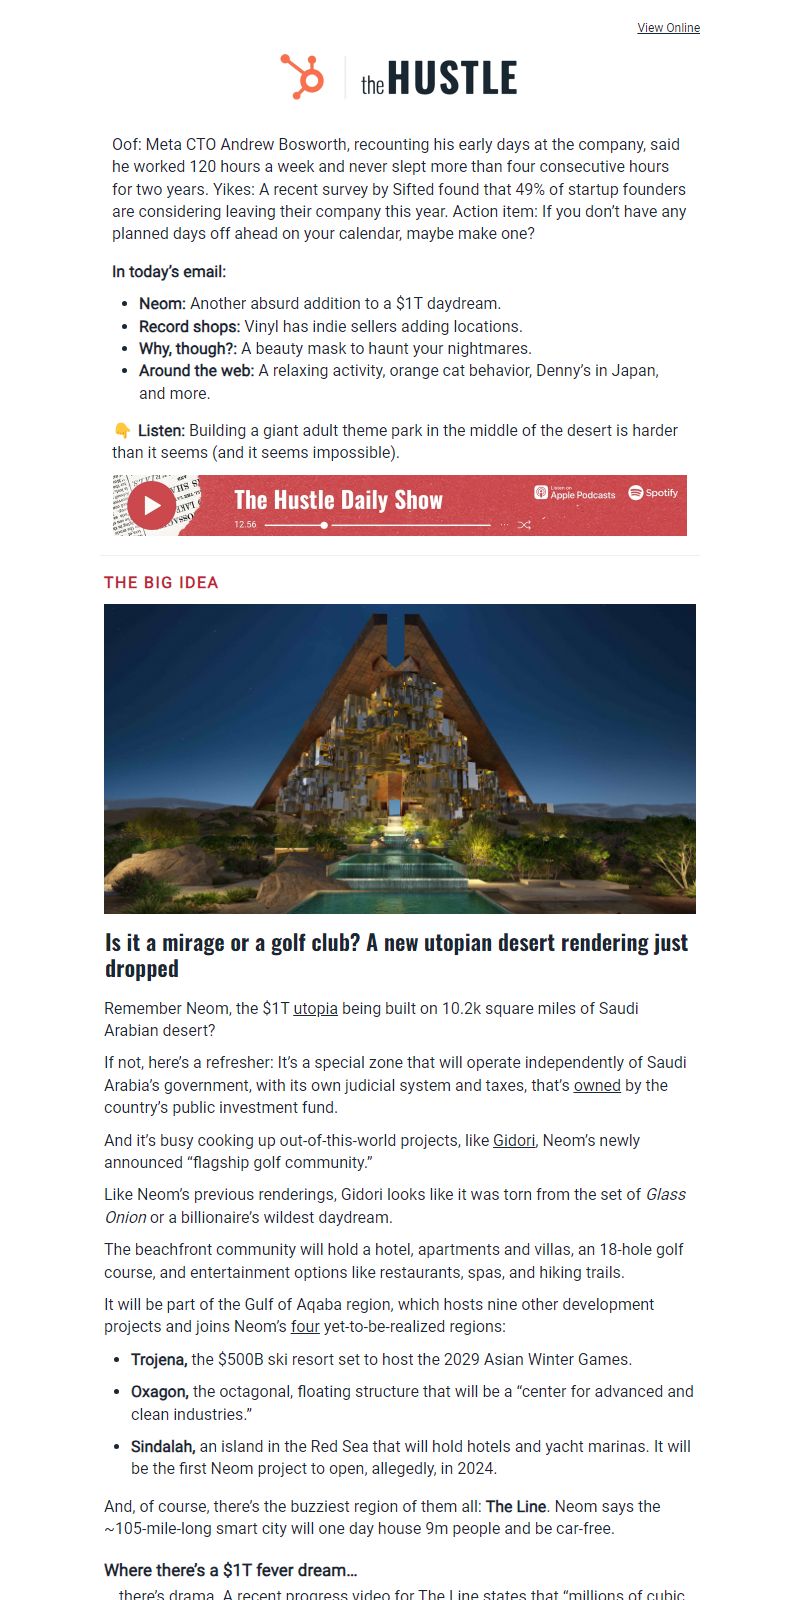 View Online
the HUSTLE
Oof: Meta CTO Andrew Bosworth, recounting his early days at the company, said
he worked 120 hours a week and never slept more than four consecutive hours
for two years. Yikes: A recent survey by Sifted found that 49% of startup founders
are considering leaving their company this year. Action item: If you don’t have any
planned days off ahead on your calendar, maybe make one?
In today’s email:
• Neom: Another absurd addition to a $1T daydream.
• Record shops: Vinyl has indie sellers adding locations.
• Why, though?: A beauty mask to haunt your nightmares.
• Around the web: A relaxing activity, orange cat behavior, Denny’s in Japan,
and more.
👇 Listen: Building a giant adult theme park in the middle of the desert is harder
than it seems (and it seems impossible).
The Hustle Daily Show
Listen on
Apple Podcasts
Spotify
12:56
THE BIG IDEA
Is it a mirage or a golf club? A new utopian desert rendering just
dropped
Remember Neom, the $1T utopia being built on 10.2k square miles of Saudi
Arabian desert?
If not, here’s a refresher: It’s a special zone that will operate independently of Saudi
Arabia’s government, with its own judicial system and taxes, that’s owned by the
country’s public investment fund.
And it’s busy cooking up out-of-this-world projects, like Gidori, Neom’s newly
announced “flagship golf community.”
Like Neom’s previous renderings, Gidori looks like it was torn from the set of Glass
Onion or a billionaire’s wildest daydream.
The beachfront community will hold a hotel, apartments and villas, an 18-hole golf
course, and entertainment options like restaurants, spas, and hiking trails.
It will be part of the Gulf of Aqaba region, which hosts nine other development
projects and joins Neom’s four yet-to-be-realized regions:
• Trojena, the $500B ski resort set to host the 2029 Asian Winter Games.
• Oxagon, the octagonal, floating structure that will be a “center for advanced and
clean industries.”
• Sindalah, an island in the Red Sea that will hold hotels and yacht marinas. It will
be the first Neom project to open, allegedly, in 2024.
And, of course, there’s the buzziest region of them all: The Line. Neom says the
~105-mile-long smart city will one day house 9m people and be car-free.
Where there’s a $1T fever dream…
…there’s drama. A recent progress video for The Line states that “millions of cubic